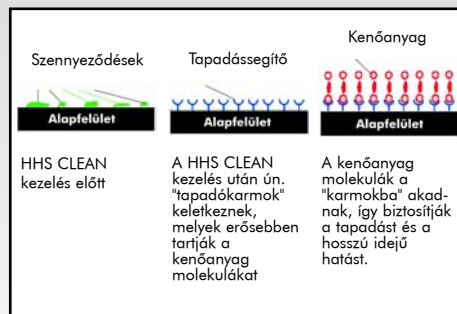 Szennyeződések
Alapfelület
HHS CLEAN
kezelés előtt
Tapadássegítő
Alapfelület
A HHS CLEAN
kezelés után ún.
"tapadókarmok"
keletkeznek,
melyek erősebben
tartják a
kenőanyag
molekulákat
Kenőanyag
Alapfelület
A kenőanyag
molekulák a
"karmokba" akad-
nak, így biztosítják
a tapadást és a
hosszú idejű
hatást.